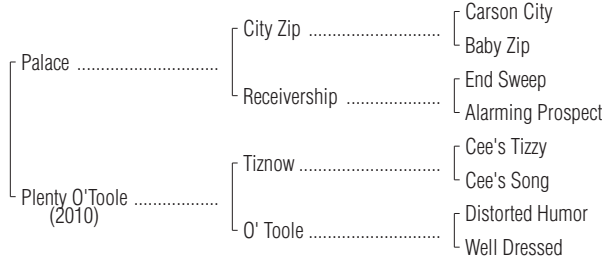 Carson City
City Zip ........................
Baby Zip
Palace ..............................
End Sweep
Receivership .....................
Alarming Prospect
Cee's Tizzy
Tiznow .............................
Cee's Song
Plenty O'Toole ..................
(2010)
Distorted Humor
O' Toole ............................
Well Dressed